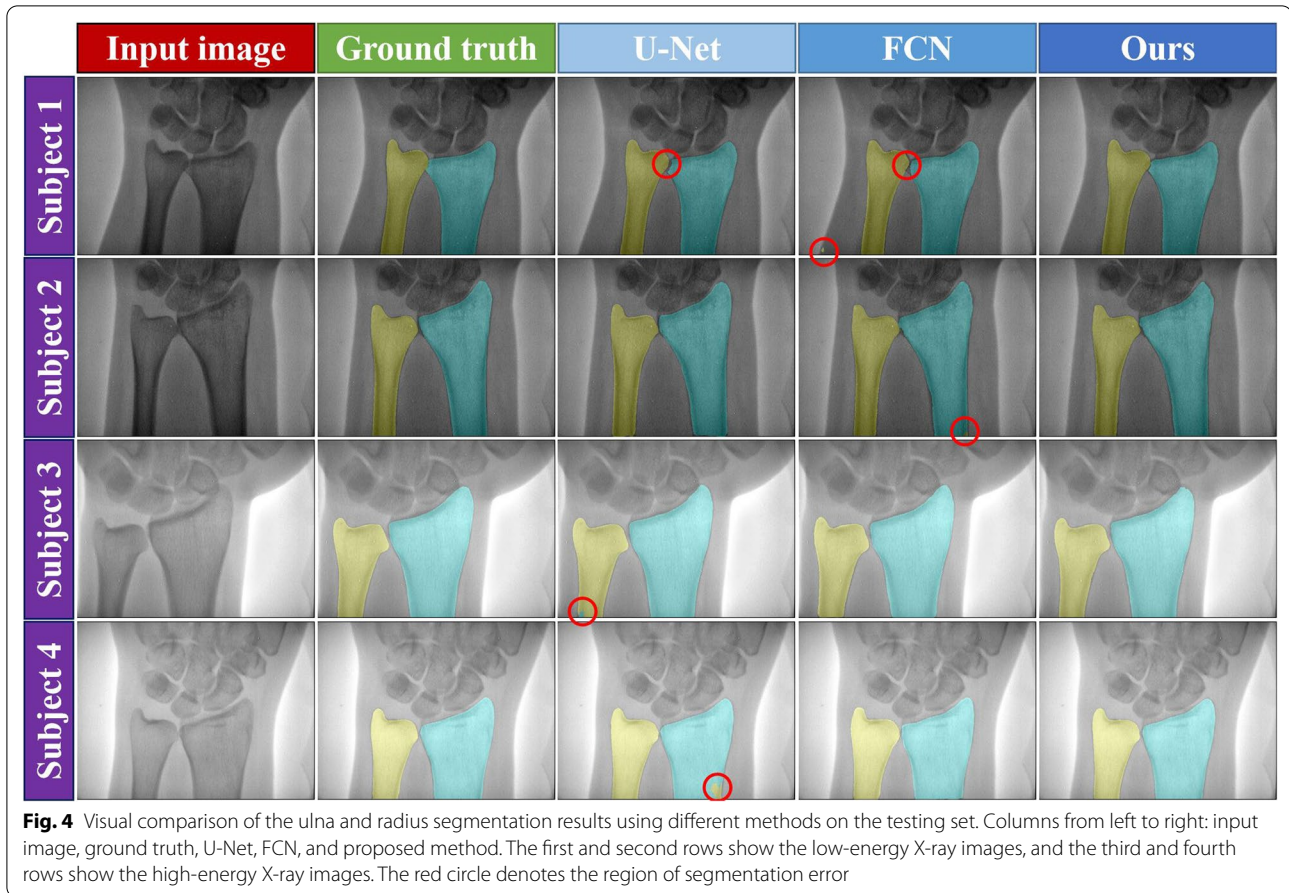 Input image
Ground truth
U-Net
FCN
Ours
Subject 1
Subject 2
Subject 3
Subject 4
Fig. 4 Visual comparison of the ulna and radius segmentation results using different methods on the testing set. Columns from left to right: input
image, ground truth, U-Net, FCN, and proposed method. The first and second rows show the low-energy X-ray images, and the third and fourth
rows show the high-energy X-ray images. The red circle denotes the region of segmentation error